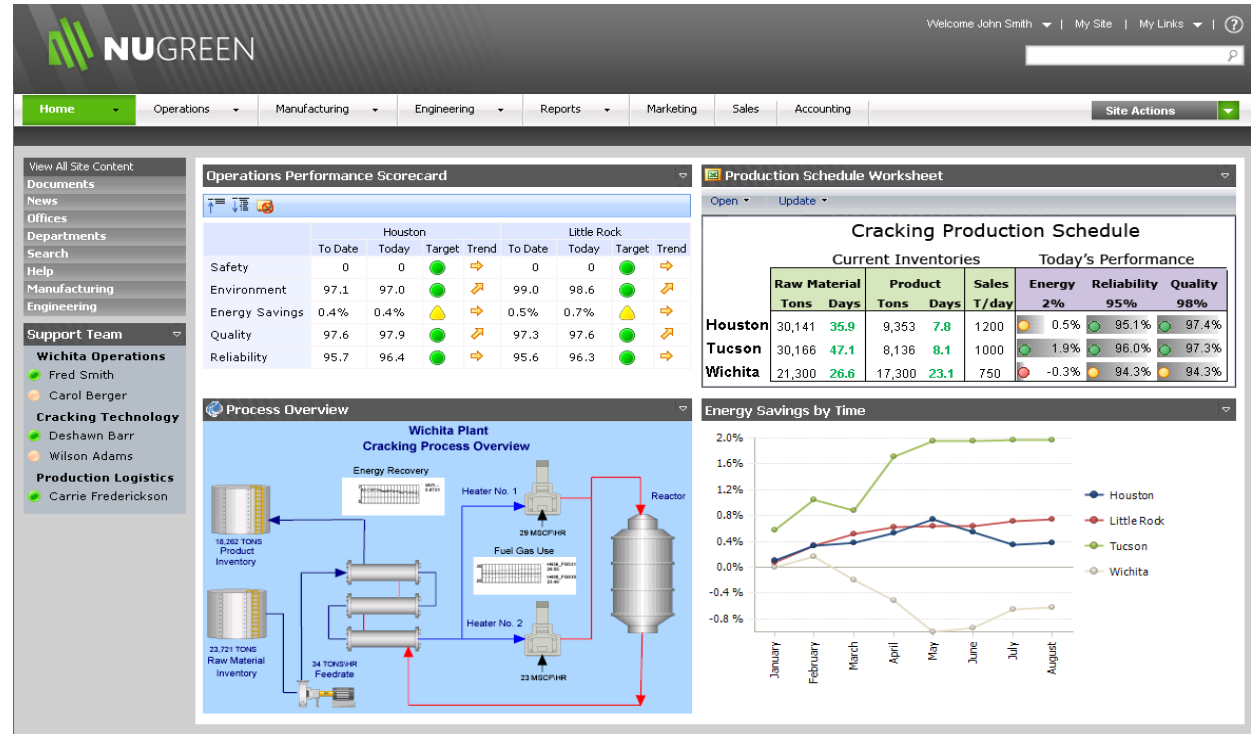 NUGREEN
Welcome John Smith | My Site | My Links | ?
Home Operations Manufacturing Engineering Reports Marketing Sales Accounting Site Actions
View All Site Content
Documents
News
Offices
Departments
Search
Help
Manufacturing
Engineering
Support Team
Wichita Operations
Fred Smith
Carol Berger
Cracking Technology
Deshawn Barr
Wilson Adams
Production Logistics
Carrie Frederickson
Operations Performance Scorecard
Houston Little Rock
To Date Today Target Trend To Date Today Target Trend
Safety 0 0 0 0
Environment 97.1 97.0 99.0 98.6
Energy Savings 0.4% 0.4% 0.5% 0.7%
Quality 97.6 97.9 97.3 97.6
Reliability 95.7 96.4 95.6 96.3
Production Schedule Worksheet
Open Update
Cracking Production Schedule
Current Inventories Today's Performance
Raw Material Product Sales Energy Reliability Quality
Tons Days Tons Days T/day 2% 95% 98%
Houston 30,141 35.9 9,353 7.8 1200 0.5% 95.1% 97.4%
Tucson 30,166 47.1 8,136 8.1 1000 1.9% 96.0% 97.3%
Wichita 21,300 26.6 17,300 23.1 750 -0.3% 94.3% 94.3%
Process Overview
Wichita Plant
Cracking Process Overview
Energy Recovery
Heater No. 1
Reactor
29 MSCF\HR
18,262 TONS
Product
Inventory
Fuel Gas Use
Heater No. 2
23,721 TONS
Raw Material
Inventory
34 TONS\HR
Feedrate
23 MSCF\HR
Energy Savings by Time
2.0%
1.6%
1.2%
0.8%
0.4%
0.0%
-0.4 %
-0.8 %
January February March April May June July August
Houston
Little Rock
Tucson
Wichita